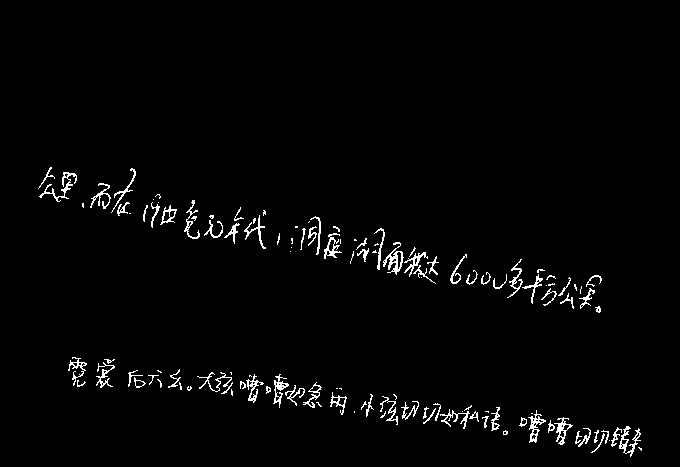 公里，而在19世竟30年代，洞庭湖面积达6000多平方公里。
霓裳后六幺。大弦嘈嘈如急雨，小弦切切如私语。嘈嘈切切错杂